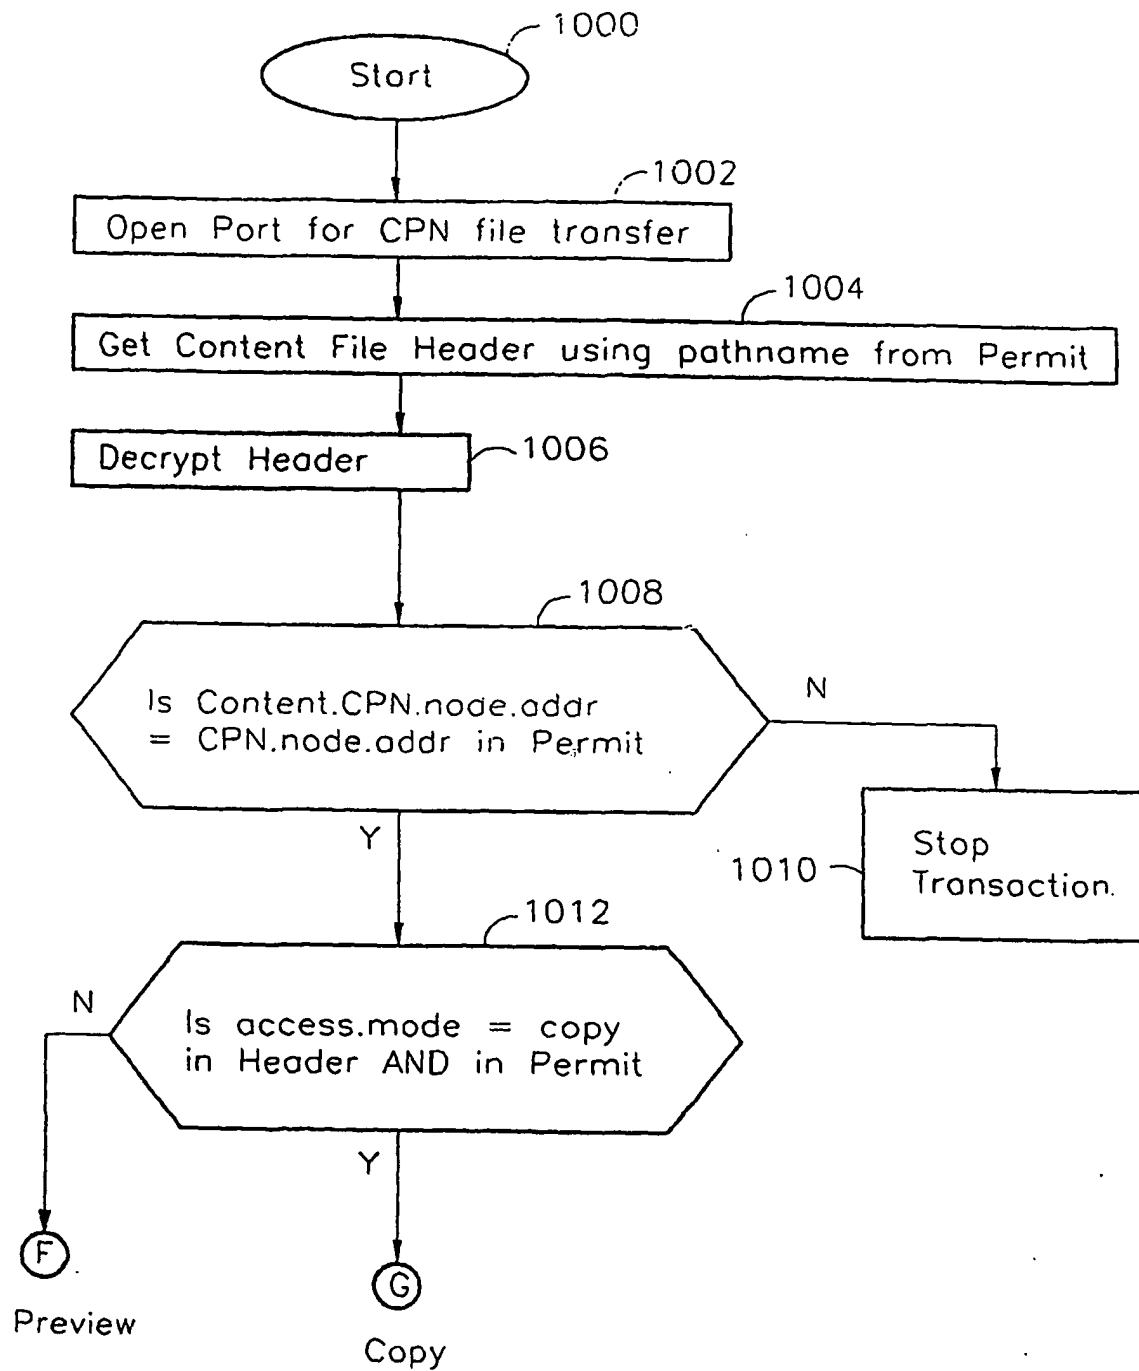 1000
Start
1002
Open Port for CPN file transfer
1004
Get Content File Header using pathname from Permit
Decrypt Header
1006
1008
Is Content.CPN.node.addr
= CPN.node.addr in Permit
N
Y
Stop
Transaction.
1010
1012
N
Is access.mode = copy
in Header AND in Permit
Y
F
G
Preview
Copy